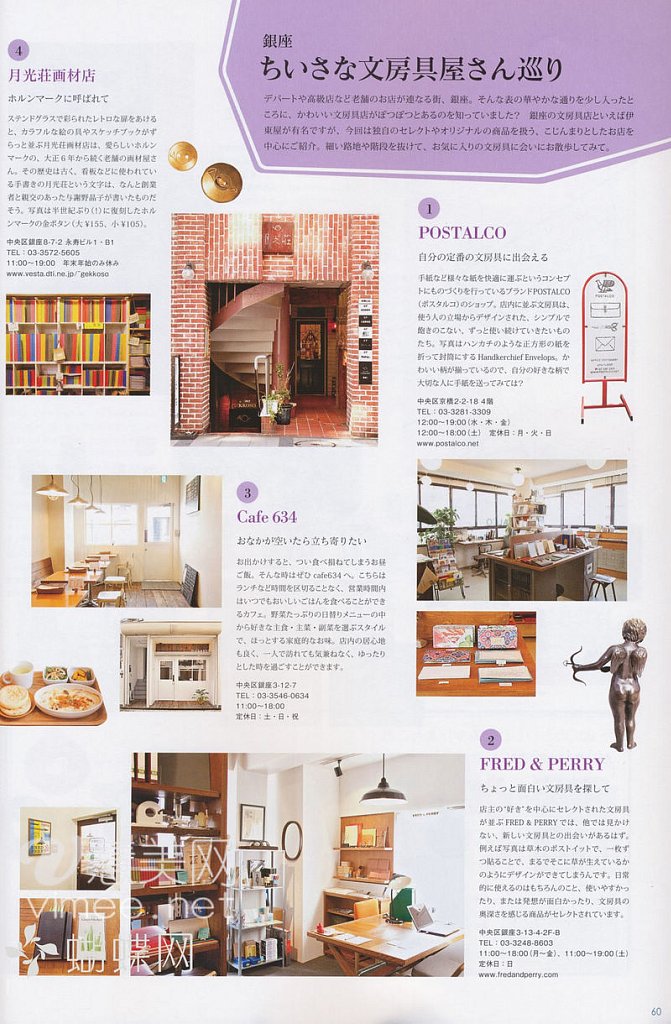 銀座
ちいさな文房具屋さん巡り
デパートや高級店など老舗のお店が連なる街、銀座。そんな表の華やかな通りを少し入ったと
ころに、かわいい文房具店がぽつぽつとあるのを知っていました？　銀座の文房具店といえば伊
東屋が有名ですが、今回は独自のセレクトやオリジナルの商品を扱う、こじんまりとしたお店を
中心にご紹介。細い路地や階段を抜けて、お気に入りの文房具に会いにお散歩してみて。
1
POSTALCO
自分の定番の文房具に出会える
手紙など様々な紙を快適に運ぶというコンセプ
トにものづくりを行っているブランドPOSTALCO
（ポスタルコ）のショップ。店内に並ぶ文房具は、
使う人の立場からデザインされた、シンプルで
飽きのこない、ずっと使い続けていきたいもの
たち。写真はハンカチのような正方形の紙を
折って封筒にする Handkerchief Envelops。か
わいい柄が揃っているので、自分の好きな柄で
大切な人に手紙を送ってみては？
中央区京橋2-2-18 4階
TEL：03-3281-3309
12:00～19:00（水・木・金）
12:00～18:00（土）　定休日：月・火・日
www.postalco.net
POSTALCO
2
FRED & PERRY
ちょっと面白い文房具を探して
店主の“好き”を中心にセレクトされた文房具
が並ぶ FRED & PERRY では、他では見かけ
ない、新しい文房具との出会いがあるはず。
例えば写真は草木のポストイットで、一枚ず
つ貼ることで、まるでそこに草が生えているか
のようにデザインができてしまうんです。日常
的に使えるのはもちろんのこと、使いやすかっ
たり、または発想が面白かったり、文房具の
奥深さを感じる商品がセレクトされています。
中央区銀座3-13-4-2F-B
TEL：03-3248-8603
11:00～18:00（月～金）、11:00～19:00（土）
定休日：日
www.fredandperry.com
3
Cafe 634
おなかが空いたら立ち寄りたい
お出かけすると、つい食べ損ねてしまうお昼
ご飯。そんな時はぜひ cafe634 へ。こちらは
ランチなど時間を区切ることなく、営業時間内
はいつでもおいしいごはんを食べることができ
るカフェ。野菜たっぷりの日替りメニューの中
から好きな主食・主菜・副菜を選ぶスタイル
で、ほっとする家庭的なお味。店内の居心地
も良く、一人で訪れても気兼ねなく、ゆったり
とした時を過ごすことができます。
中央区銀座3-12-7
TEL：03-3546-0634
11:00～18:00
定休日：土・日・祝
4
月光荘画材店
ホルンマークに呼ばれて
ステンドグラスで彩られたレトロな扉をあける
と、カラフルな絵の具やスケッチブックがず
らっと並ぶ月光荘画材店は、愛らしいホルン
マークの、大正 6 年から続く老舗の画材屋さ
ん。その歴史は古く、看板などに使われてい
る手書きの月光荘という文字は、なんと創業
者と親交のあった与謝野晶子が書いたものだ
そう。写真は半世紀ぶり（！）に復刻したホル
ンマークの金ボタン（大 ¥155、小 ¥105）。
中央区銀座8-7-2 永寿ビル1・B1
TEL：03-3572-5605
11:00～19:00　年末年始のみ休み
www.vesta.dti.ne.jp/~gekkoso
月光荘
vimee.net
蝴蝶网
60